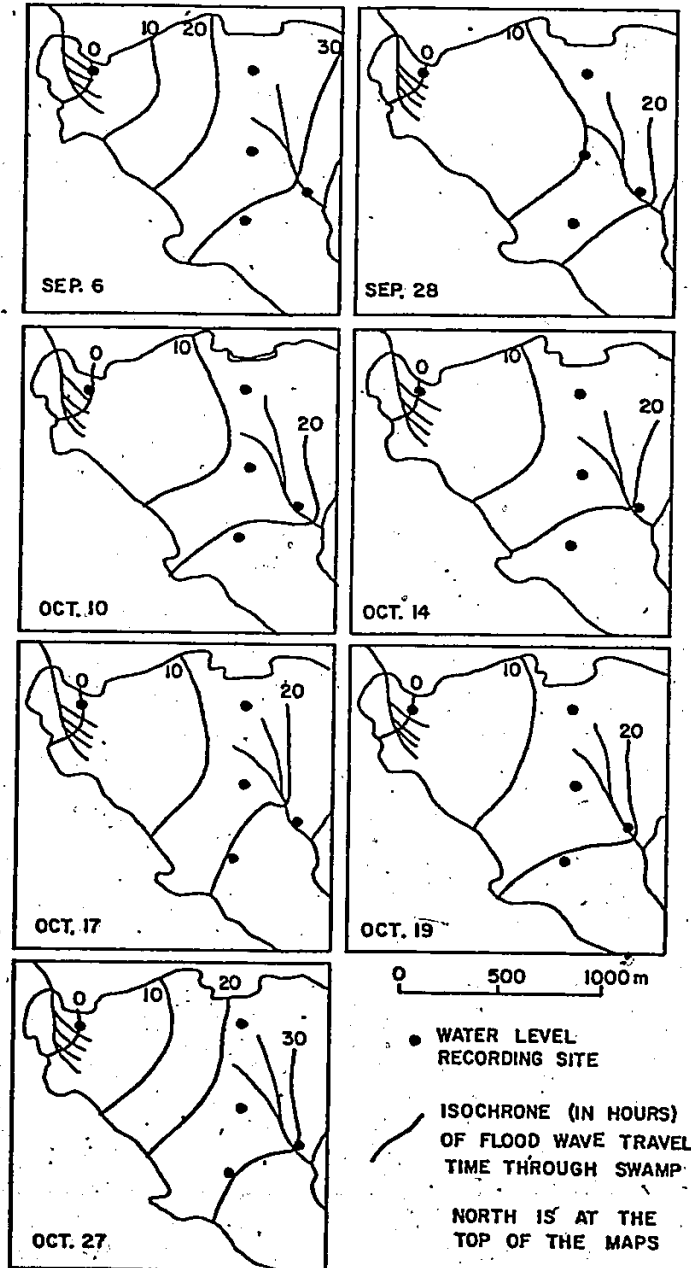 0 10 20 30
SEP. 6
0 10 20
SEP. 28
0 10 20
OCT. 10
0 10 20
OCT. 14
0 10 20
OCT. 17
0 10 20
OCT. 19
0 10 20 30
OCT. 27
0 500 1000 m
WATER LEVEL
RECORDING SITE
ISOCHRONE (IN HOURS)
OF FLOOD WAVE TRAVEL
TIME THROUGH SWAMP
NORTH IS AT THE
TOP OF THE MAPS